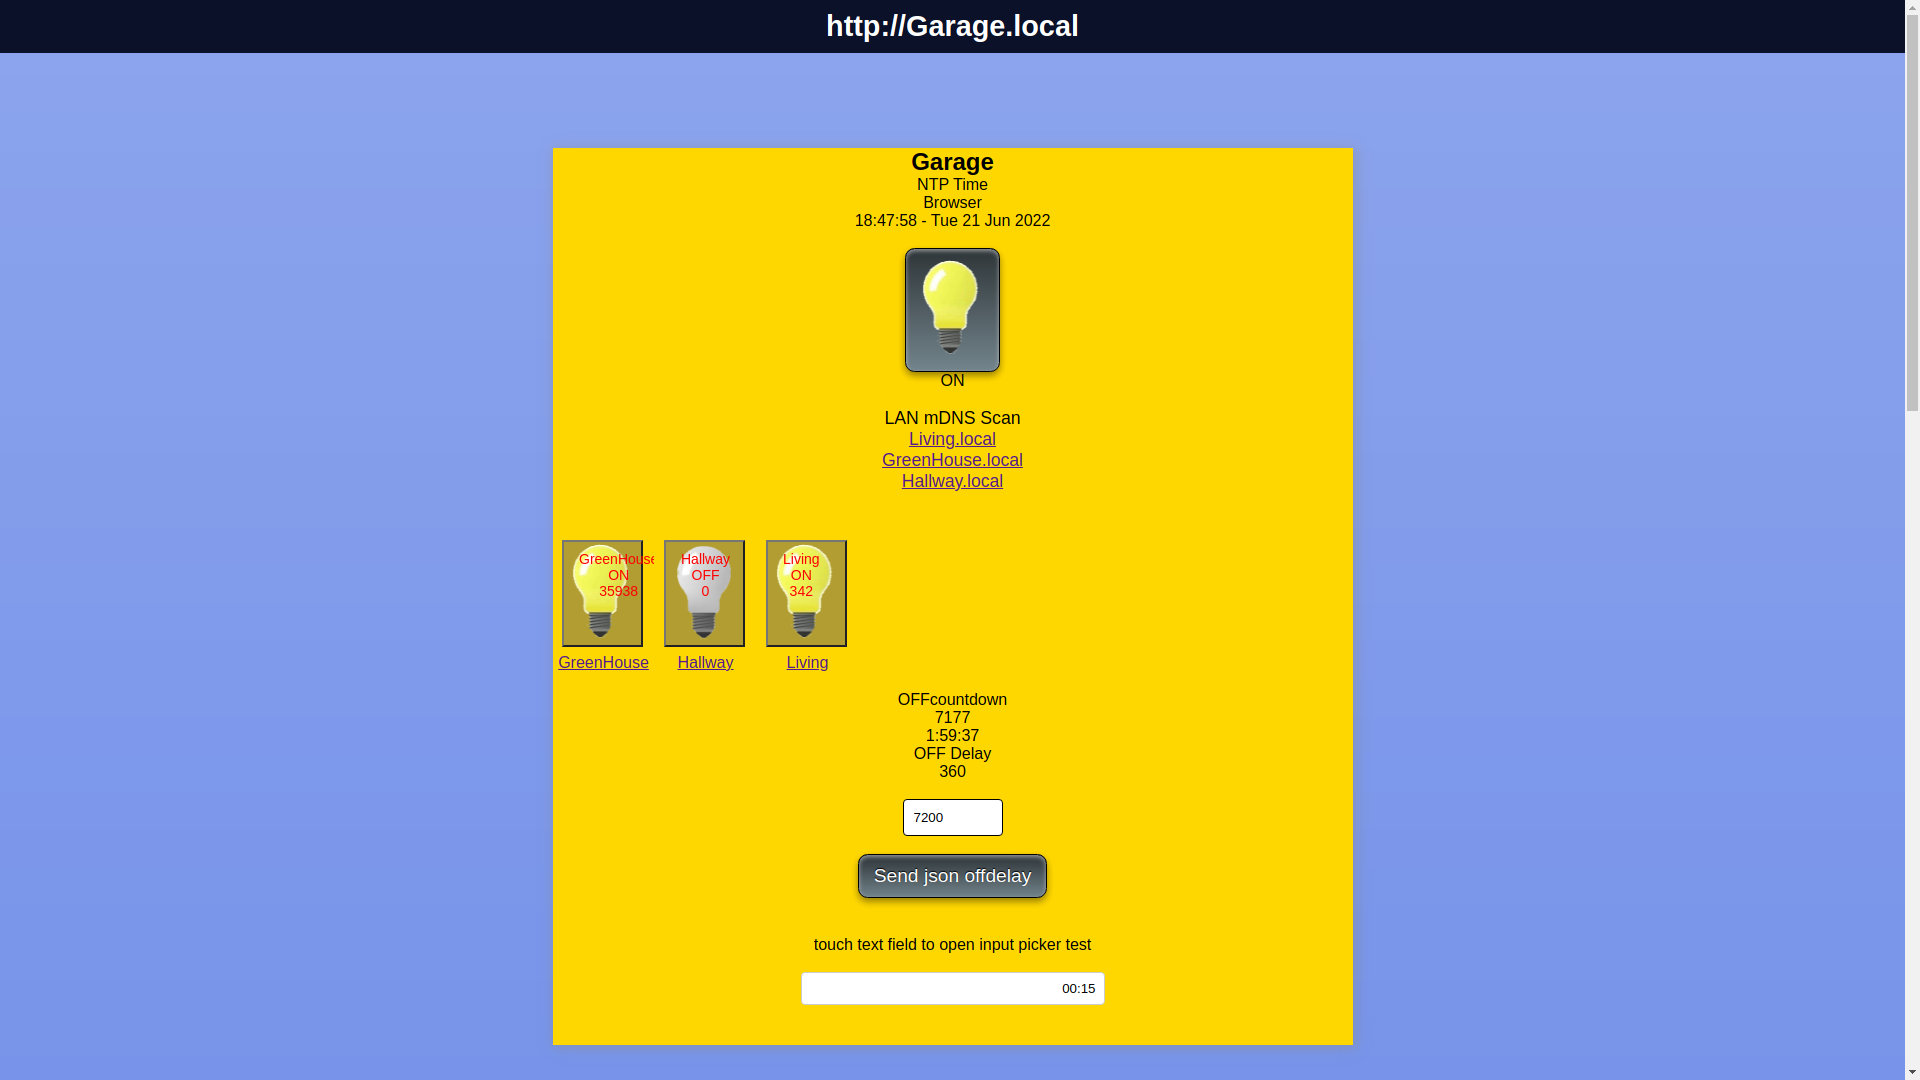 http://Garage.local
Garage
NTP Time
Browser
18:47:58 - Tue 21 Jun 2022
ON
LAN mDNS Scan
Living.local
GreenHouse.local
Hallway.local
GreenHouse
ON
35938
GreenHouse
Hallway
OFF
0
Hallway
Living
ON
342
Living
OFFcountdown
7177
1:59:37
OFF Delay
360
7200
Send json offdelay
touch text field to open input picker test
00:15